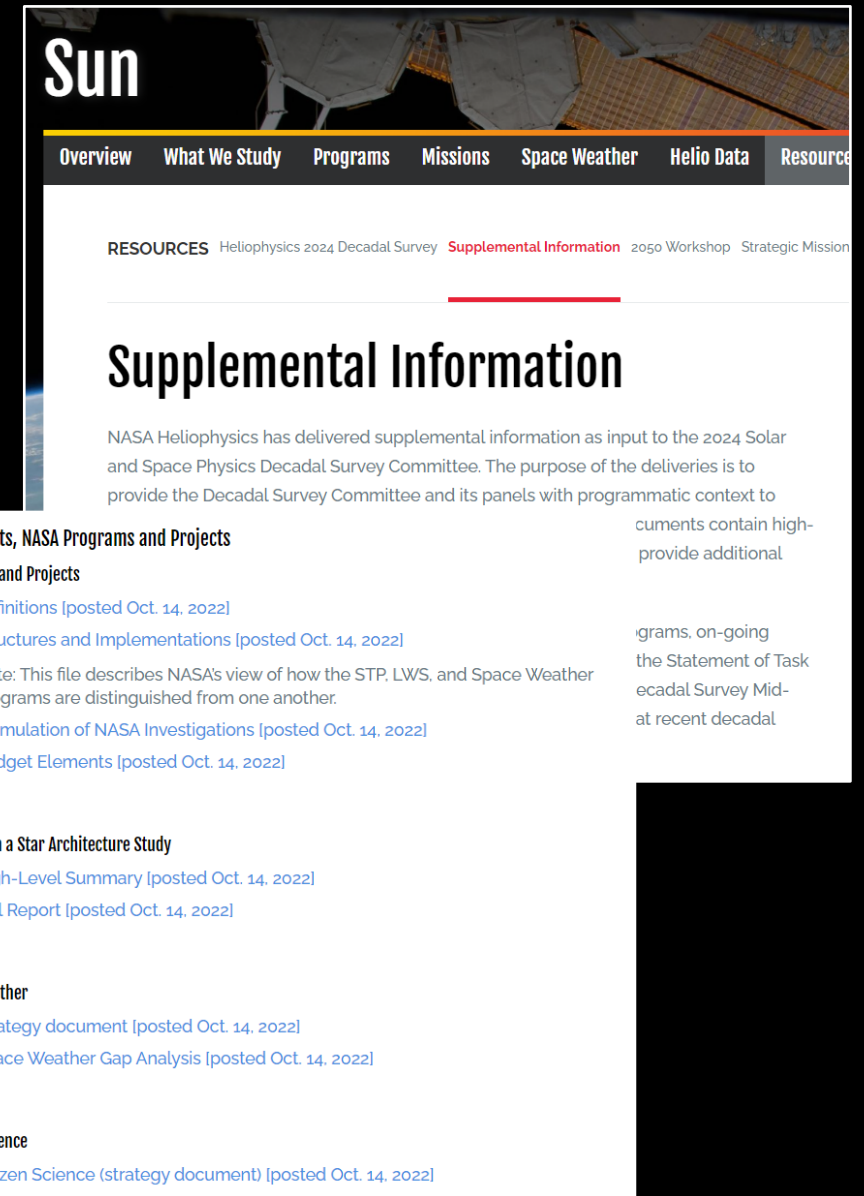 Sun
Overview What We Study Programs Missions Space Weather Helio Data Resource
RESOURCES Heliophysics 2024 Decadal Survey Supplemental Information 2050 Workshop Strategic Mission
Supplemental Information
NASA Heliophysics has delivered supplemental information as input to the 2024 Solar
and Space Physics Decadal Survey Committee. The purpose of the deliveries is to
provide the Decadal Survey Committee and its panels with programmatic context to
cuments contain high-
provide additional
grams, on-going
the Statement of Task
ecadal Survey Mid-
at recent decadal
ts, NASA Programs and Projects
and Projects
finitions [posted Oct. 14, 2022]
uctures and Implementations [posted Oct. 14, 2022]
te: This file describes NASA's view of how the STP, LWS, and Space Weather
grams are distinguished from one another.
mulation of NASA Investigations [posted Oct. 14, 2022]
dget Elements [posted Oct. 14, 2022]
a Star Architecture Study
gh-Level Summary [posted Oct. 14, 2022]
l Report [posted Oct. 14, 2022]
ther
ategy document [posted Oct. 14, 2022]
ace Weather Gap Analysis [posted Oct. 14, 2022]
ence
zen Science (strategy document) [posted Oct. 14, 2022]